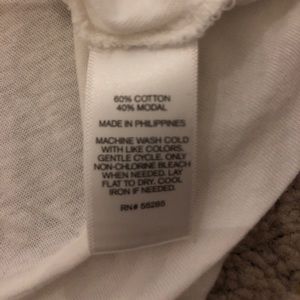 60% COTTON
40% MODAL
MADE IN PHILIPPINES
MACHINE WASH COLD
WITH LIKE COLORS,
GENTLE CYCLE, ONLY
NON-CHLORINE BLEACH
WHEN NEEDED. LAY
FLAT TO DRY, COOL
IRON IF NEEDED.
RN# 55285